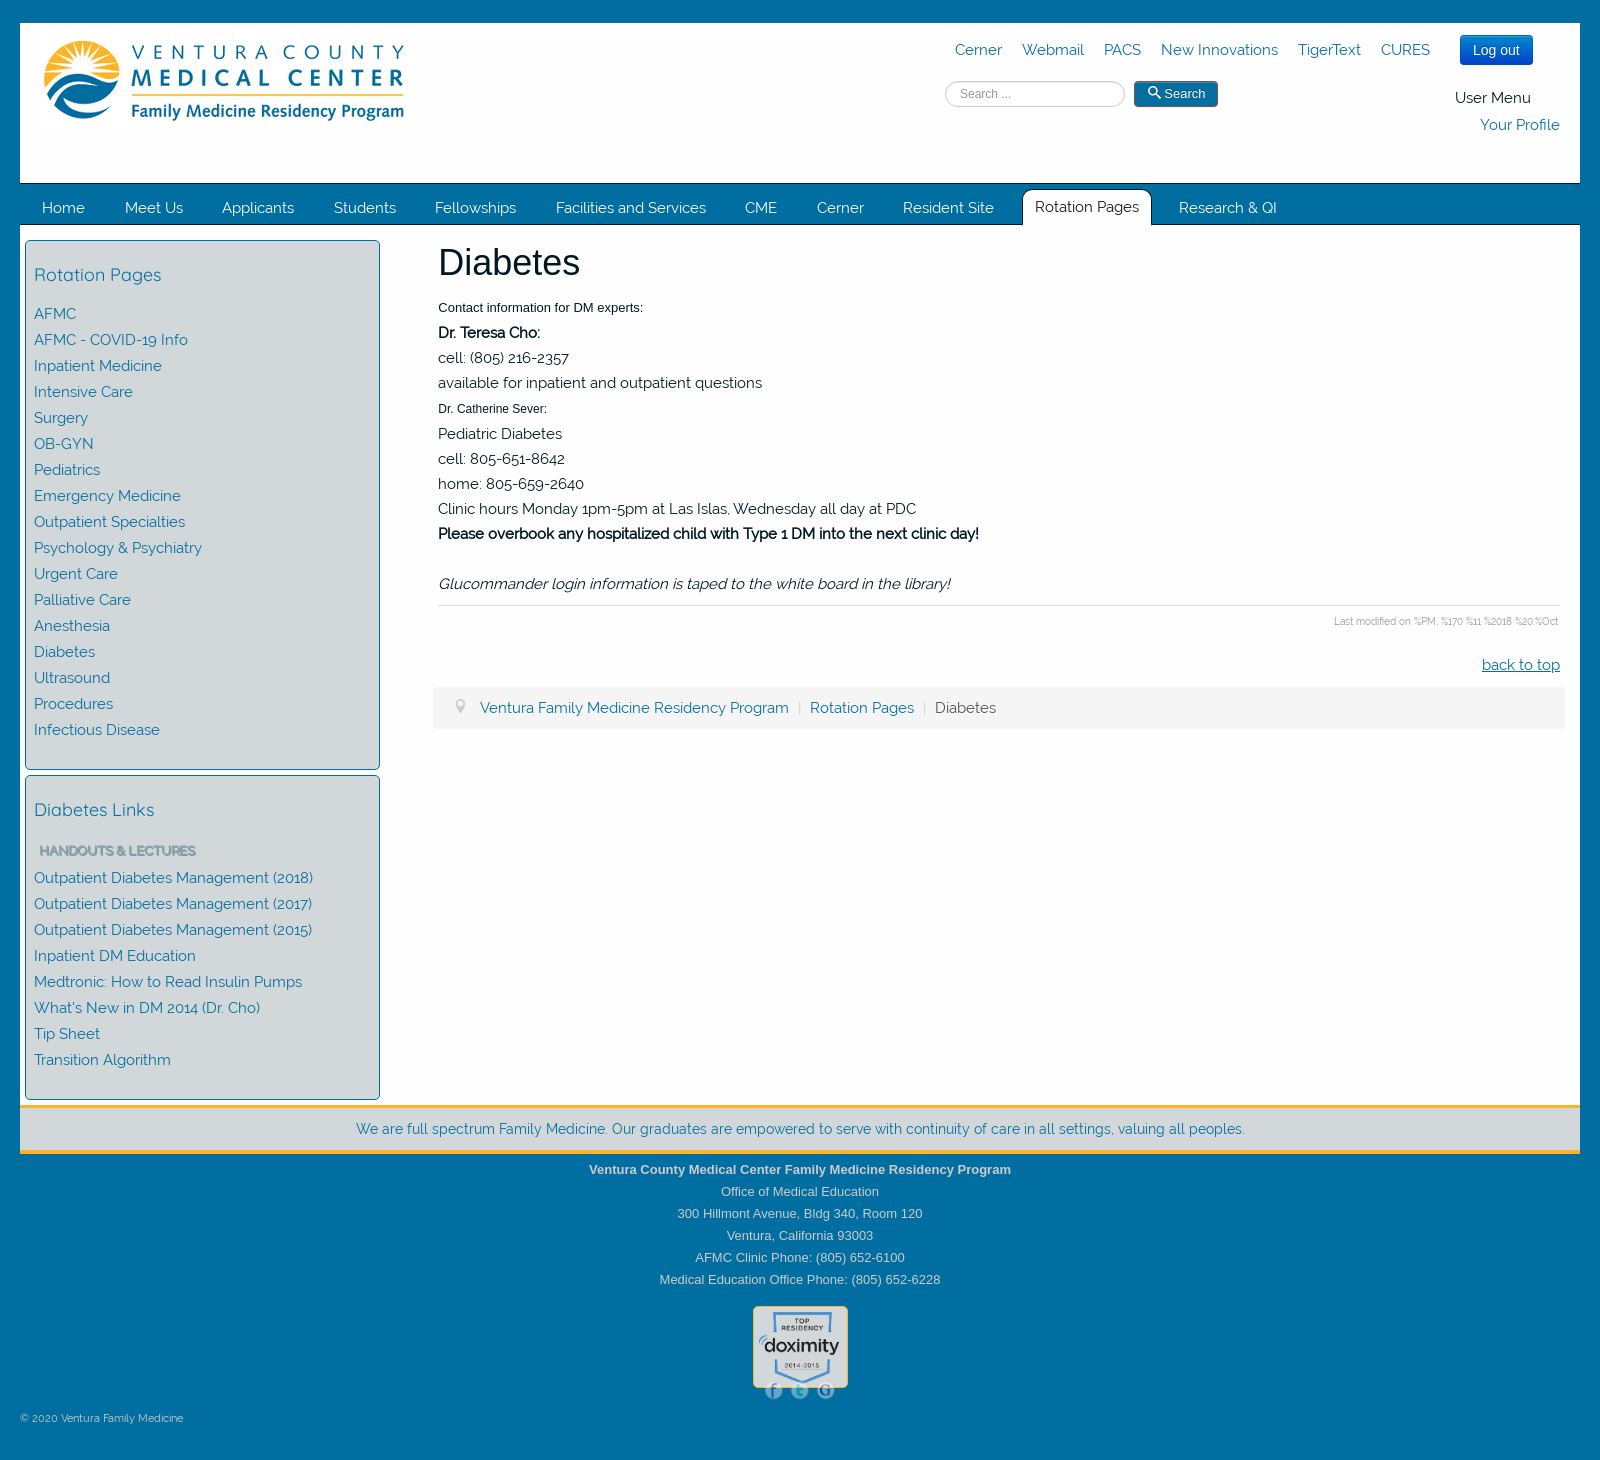 VENTURA COUNTY
MEDICAL CENTER
Family Medicine Residency Program
Cerner Webmail PACS New Innovations TigerText CURES Log out
Search ... Search
User Menu
Your Profile
Home Meet Us Applicants Students Fellowships Facilities and Services CME Cerner Resident Site Rotation Pages Research & QI
Rotation Pages
AFMC
AFMC - COVID-19 Info
Inpatient Medicine
Intensive Care
Surgery
OB-GYN
Pediatrics
Emergency Medicine
Outpatient Specialties
Psychology & Psychiatry
Urgent Care
Palliative Care
Anesthesia
Diabetes
Ultrasound
Procedures
Infectious Disease
Diabetes Links
HANDOUTS & LECTURES
Outpatient Diabetes Management (2018)
Outpatient Diabetes Management (2017)
Outpatient Diabetes Management (2015)
Inpatient DM Education
Medtronic: How to Read Insulin Pumps
What's New in DM 2014 (Dr. Cho)
Tip Sheet
Transition Algorithm
Diabetes
Contact information for DM experts:
Dr. Teresa Cho:
cell: (805) 216-2357
available for inpatient and outpatient questions
Dr. Catherine Sever:
Pediatric Diabetes
cell: 805-651-8642
home: 805-659-2640
Clinic hours Monday 1pm-5pm at Las Islas, Wednesday all day at PDC
Please overbook any hospitalized child with Type 1 DM into the next clinic day!
Glucommander login information is taped to the white board in the library!
Last modified on %PM, %170 %11 %2018 %20:%Oct
back to top
Ventura Family Medicine Residency Program | Rotation Pages | Diabetes
We are full spectrum Family Medicine. Our graduates are empowered to serve with continuity of care in all settings, valuing all peoples.
Ventura County Medical Center Family Medicine Residency Program
Office of Medical Education
300 Hillmont Avenue, Bldg 340, Room 120
Ventura, California 93003
AFMC Clinic Phone: (805) 652-6100
Medical Education Office Phone: (805) 652-6228
TOP
RESIDENCY
doximity
2014-2015
f t G
© 2020 Ventura Family Medicine